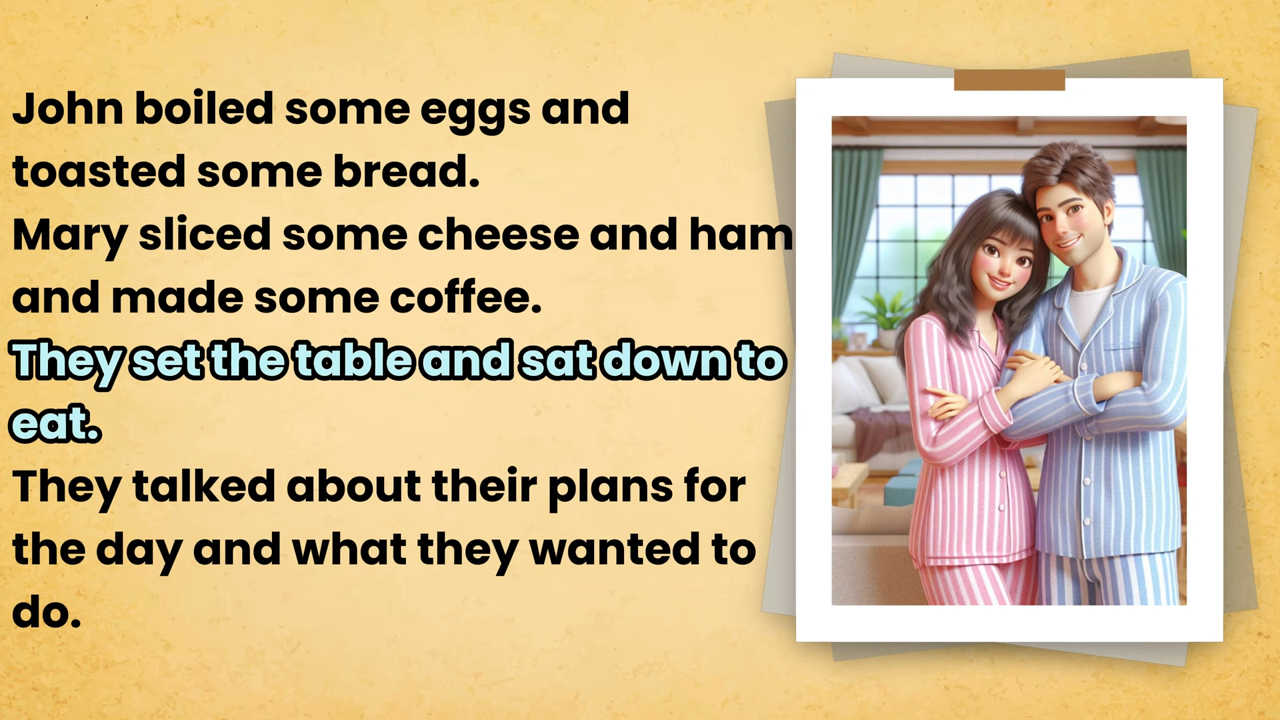 John boiled some eggs and
toasted some bread.
Mary sliced some cheese and ham
and made some coffee.
They set the table and sat down to
eat.
They talked about their plans for
the day and what they wanted to
do.